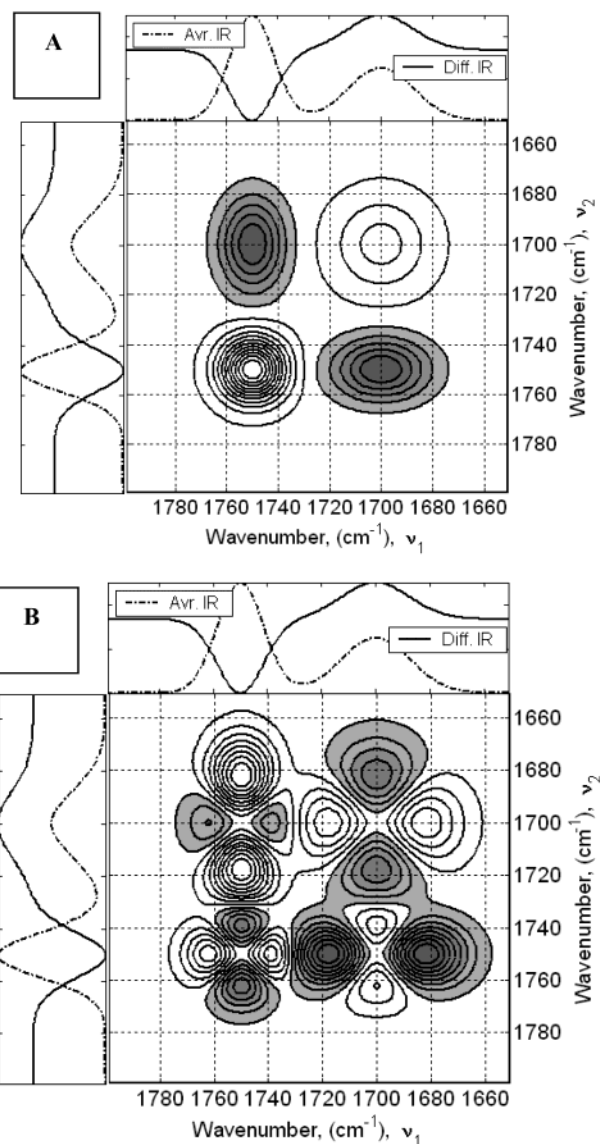 A
Avr. IR
Diff. IR
1660
1680
1700
1720
1740
1760
1780
Wavenumber, (cm-1), ν2
1780 1760 1740 1720 1700 1680 1660
Wavenumber, (cm-1), ν1
B
Avr. IR
Diff. IR
1660
1680
1700
1720
1740
1760
1780
Wavenumber, (cm-1), ν2
1780 1760 1740 1720 1700 1680 1660
Wavenumber, (cm-1), ν1